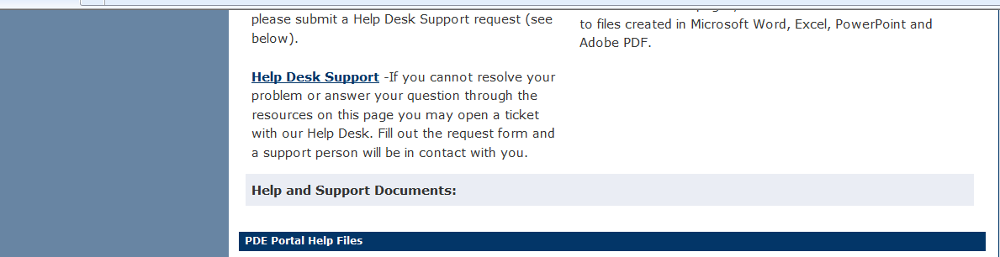 please submit a Help Desk Support request (see
below).
Help Desk Support -If you cannot resolve your
problem or answer your question through the
resources on this page you may open a ticket
with our Help Desk. Fill out the request form and
a support person will be in contact with you.
to files created in Microsoft Word, Excel, PowerPoint and
Adobe PDF.
Help and Support Documents:
PDE Portal Help Files